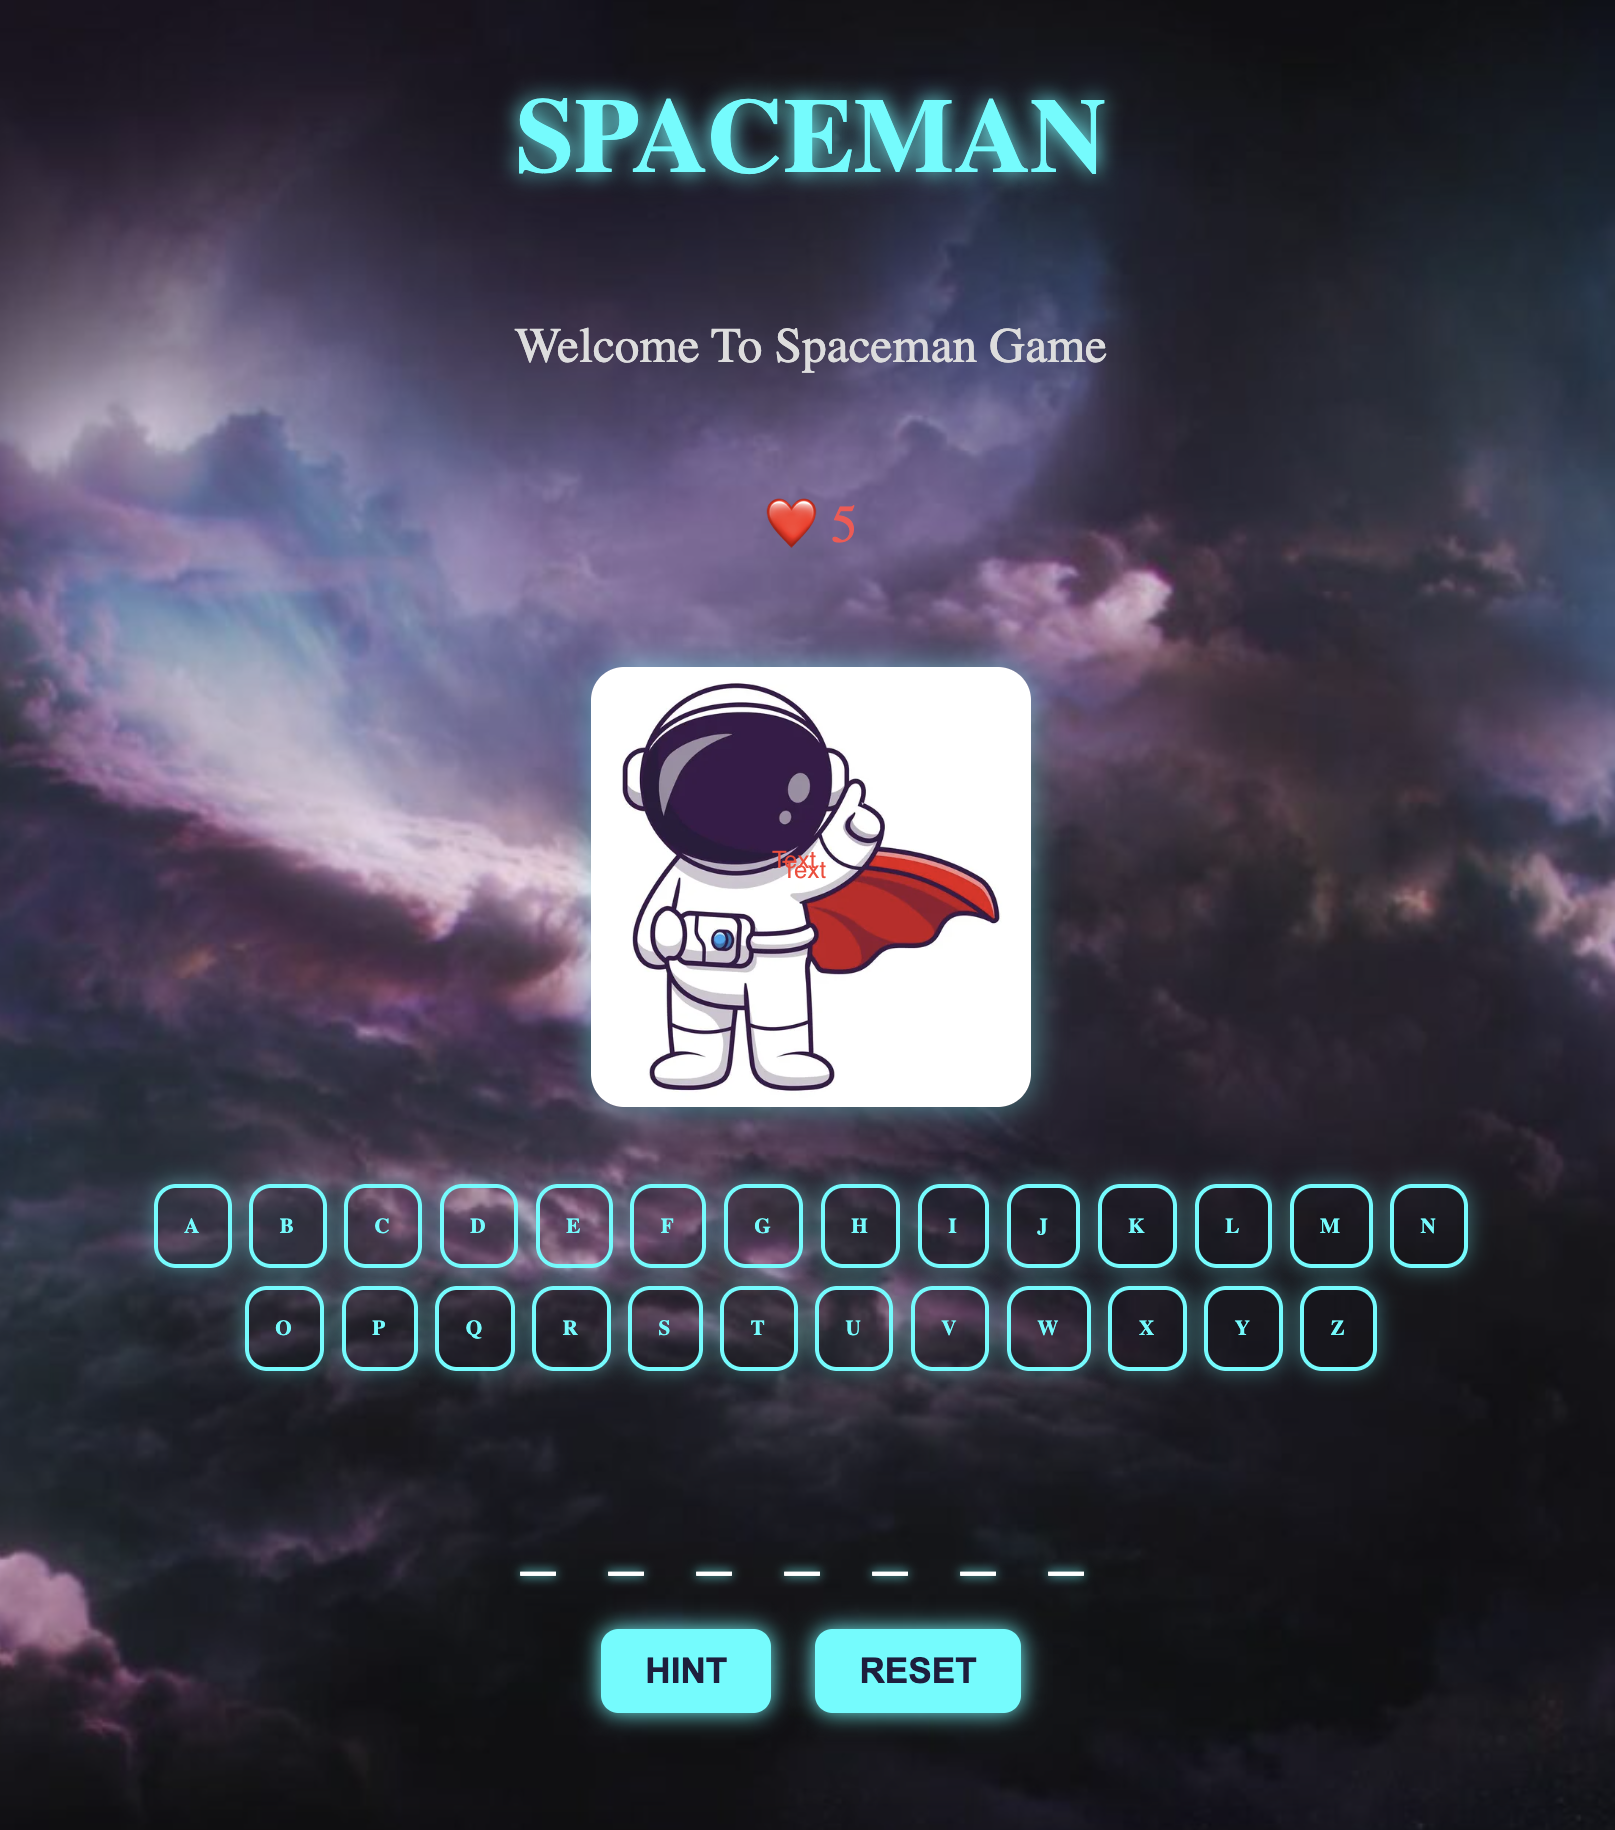 SPACEMAN
Welcome To Spaceman Game
❤️ 5
Text
Text
A B C D E F G H I J K L M N
O P Q R S T U V W X Y Z
_ _ _ _ _ _ _
HINT RESET